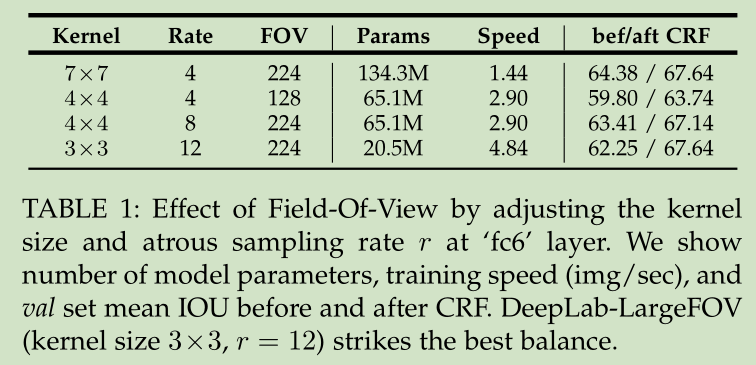 Kernel Rate FOV Params Speed bef/aft CRF
7×7 4 224 134.3M 1.44 64.38 / 67.64
4×4 4 128 65.1M 2.90 59.80 / 63.74
4×4 8 224 65.1M 2.90 63.41 / 67.14
3×3 12 224 20.5M 4.84 62.25 / 67.64
TABLE 1: Effect of Field-Of-View by adjusting the kernel
size and atrous sampling rate r at ‘fc6’ layer. We show
number of model parameters, training speed (img/sec), and
val set mean IOU before and after CRF. DeepLab-LargeFOV
(kernel size 3×3, r = 12) strikes the best balance.